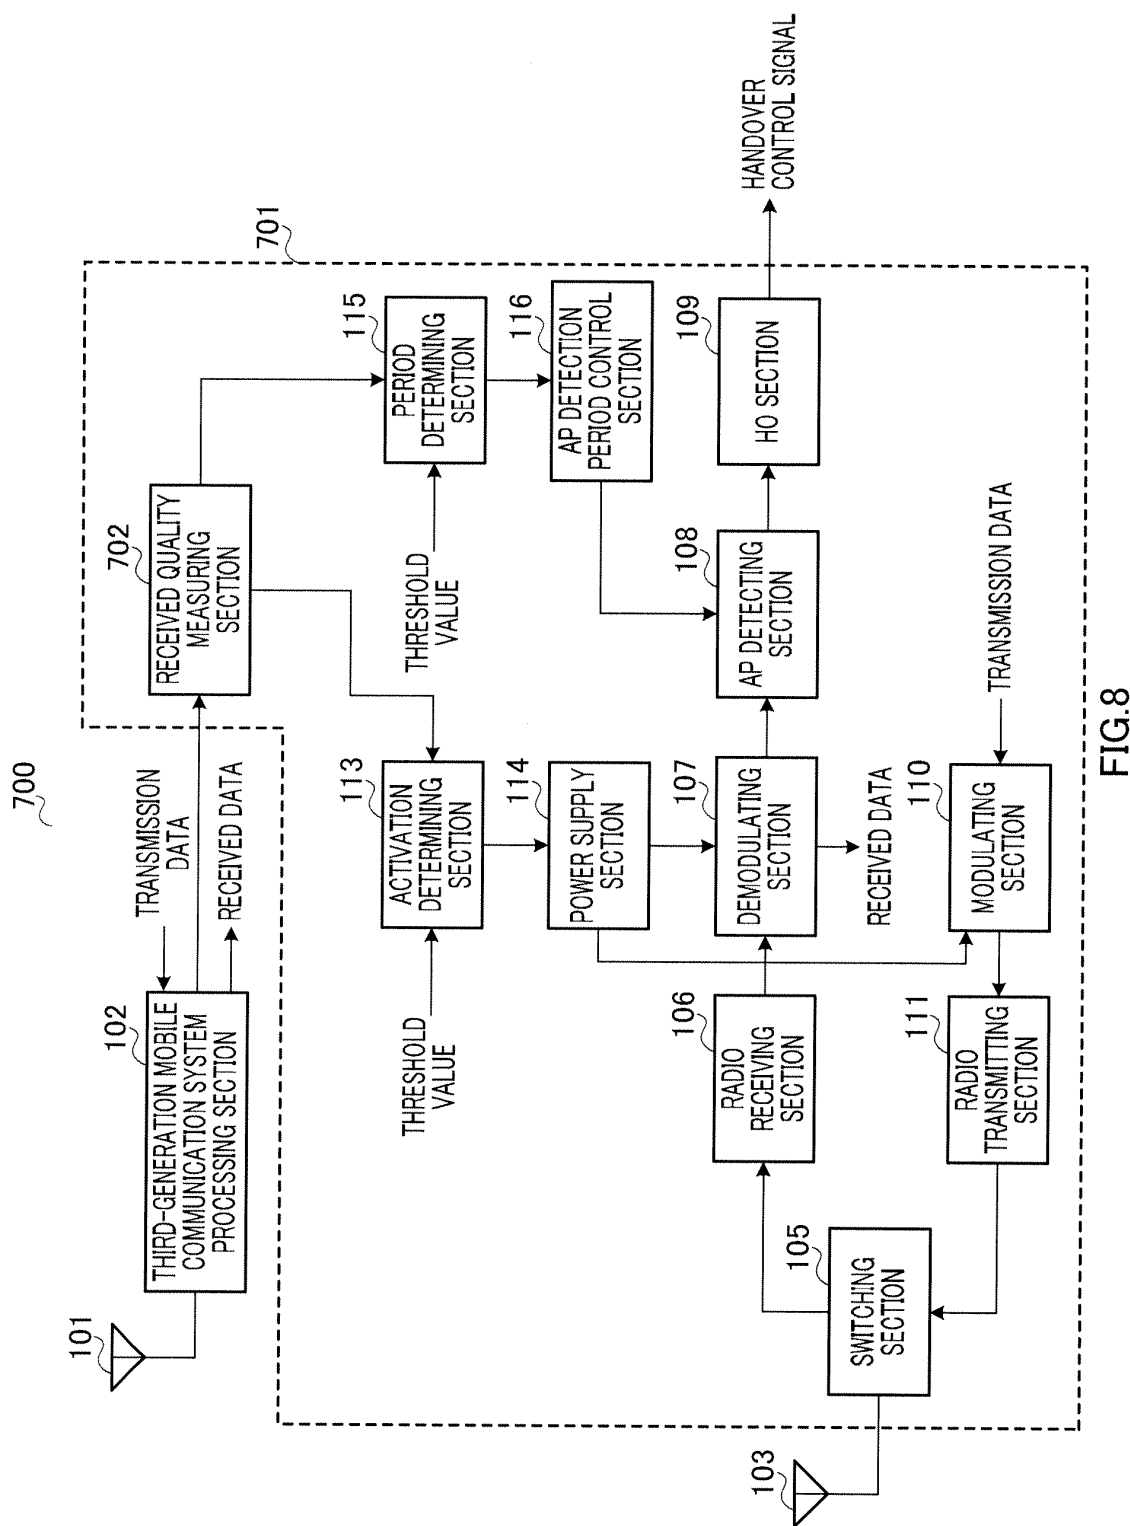 700
101
102
THIRD-GENERATION MOBILE
COMMUNICATION SYSTEM
PROCESSING SECTION
TRANSMISSION
DATA
RECEIVED DATA
702
RECEIVED QUALITY
MEASURING
SECTION
701
THRESHOLD
VALUE
113
ACTIVATION
DETERMINING
SECTION
THRESHOLD
VALUE
115
PERIOD
DETERMINING
SECTION
114
POWER SUPPLY
SECTION
116
AP DETECTION
PERIOD CONTROL
SECTION
103
105
SWITCHING
SECTION
106
RADIO
RECEIVING
SECTION
107
DEMODULATING
SECTION
108
AP DETECTING
SECTION
109
HO SECTION
HANDOVER
CONTROL SIGNAL
RECEIVED DATA
111
RADIO
TRANSMITTING
SECTION
110
MODULATING
SECTION
TRANSMISSION DATA
FIG.8